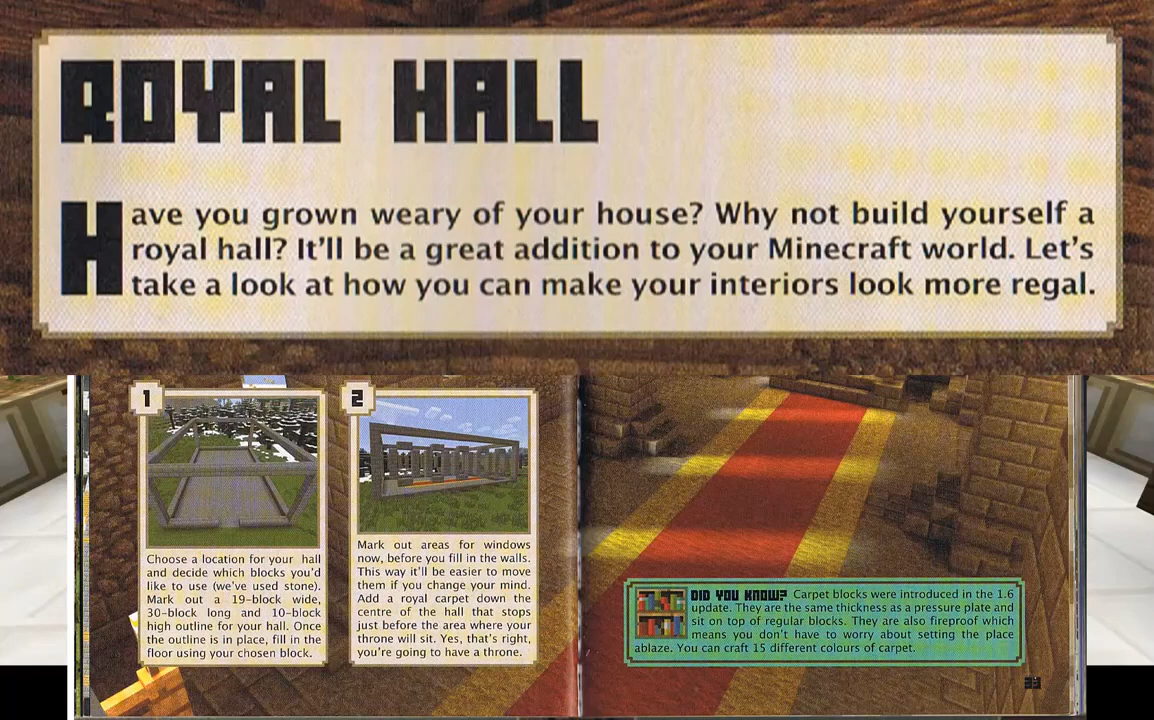 ROYAL HALL
Have you grown weary of your house? Why not build yourself a
royal hall? It'll be a great addition to your Minecraft world. Let's
take a look at how you can make your interiors look more regal.
1
Choose a location for your hall
and decide which blocks you'd
like to use (we've used stone).
Mark out a 19-block wide,
30-block long and 10-block
high outline for your hall. Once
the outline is in place, fill in the
floor using your chosen block.
2
Mark out areas for windows
now, before you fill in the walls.
This way it'll be easier to move
them if you change your mind.
Add a royal carpet down the
centre of the hall that stops
just before the area where your
throne will sit. Yes, that's right,
you're going to have a throne.
DID YOU KNOW? Carpet blocks were introduced in the 1.6
update. They are the same thickness as a pressure plate and
sit on top of regular blocks. They are also fireproof which
means you don't have to worry about setting the place
ablaze. You can craft 15 different colours of carpet.